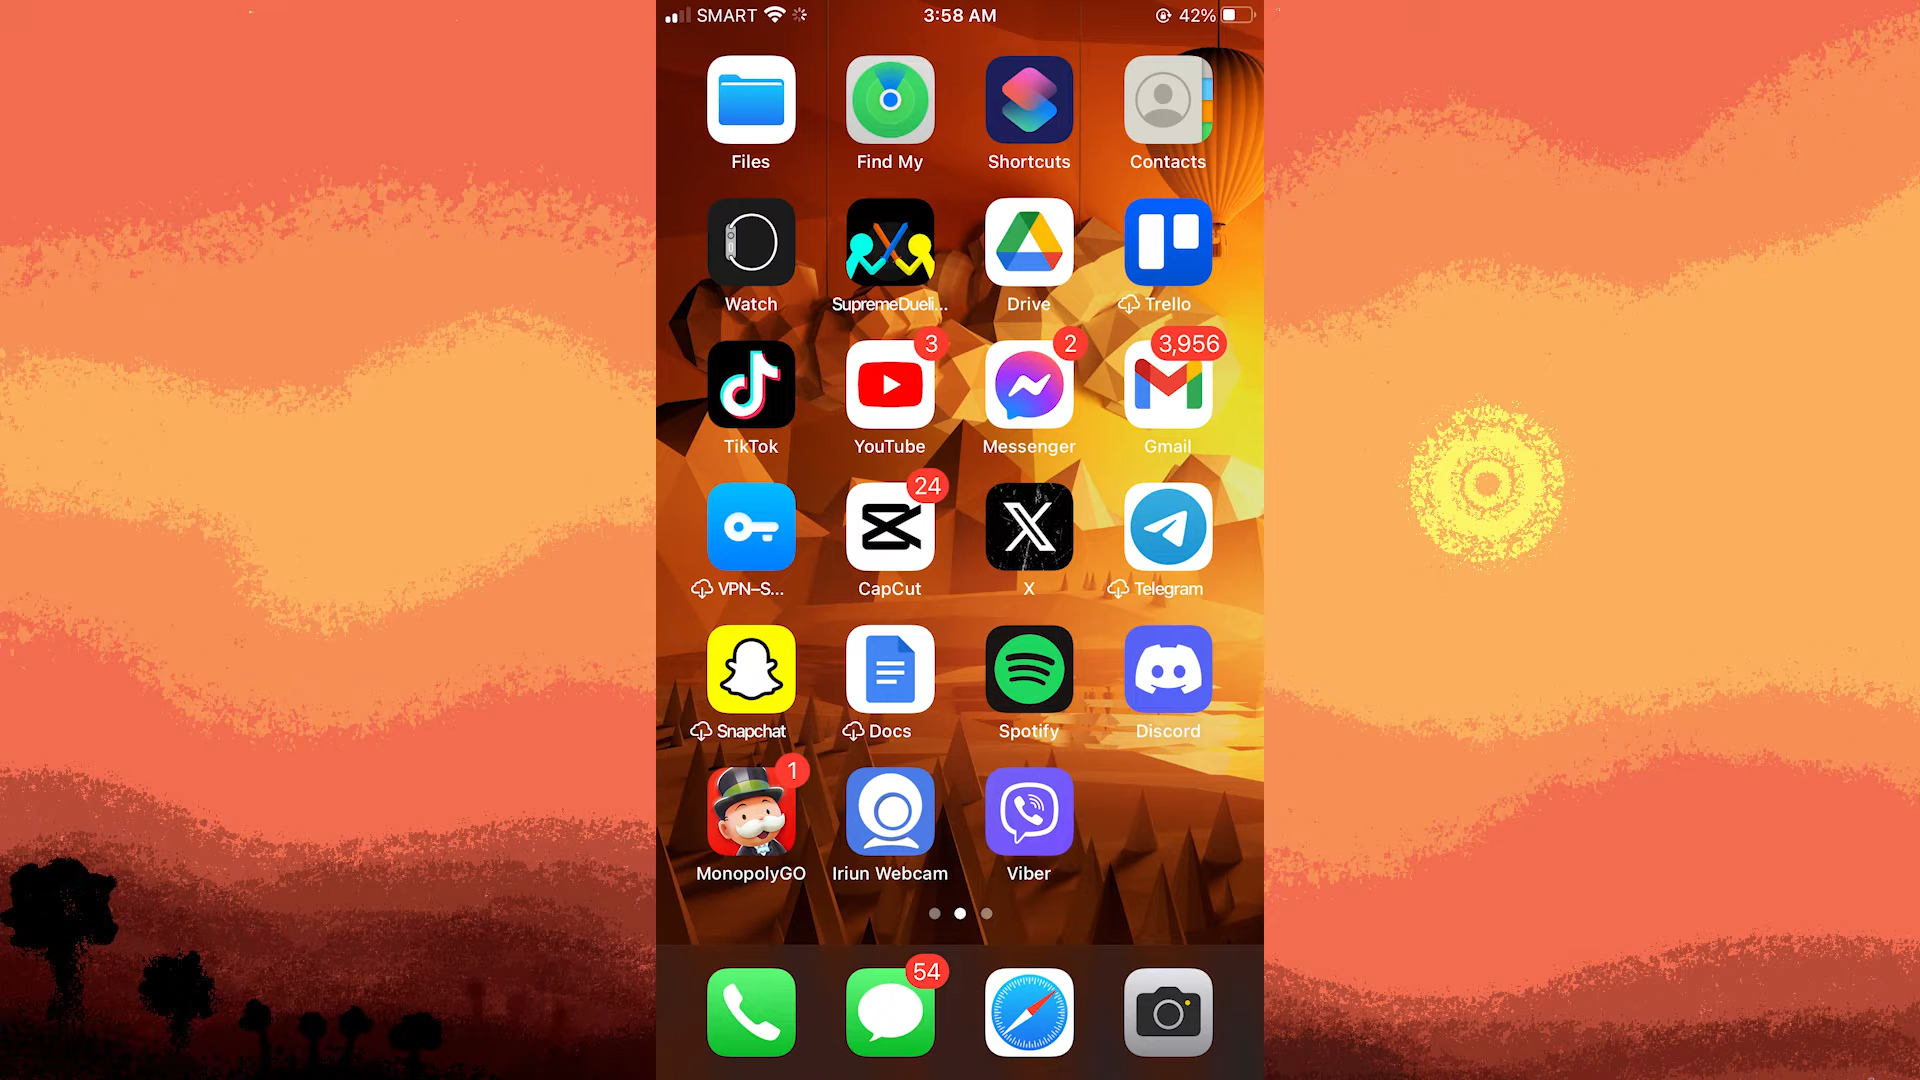 SMART 3:58 AM 42%
Files Find My Shortcuts Contacts
Watch SupremeDueli... Drive Trello
3 2 3,956
TikTok YouTube Messenger Gmail
24
VPN–S... CapCut X Telegram
Snapchat Docs Spotify Discord
1
MonopolyGO Iriun Webcam Viber
54